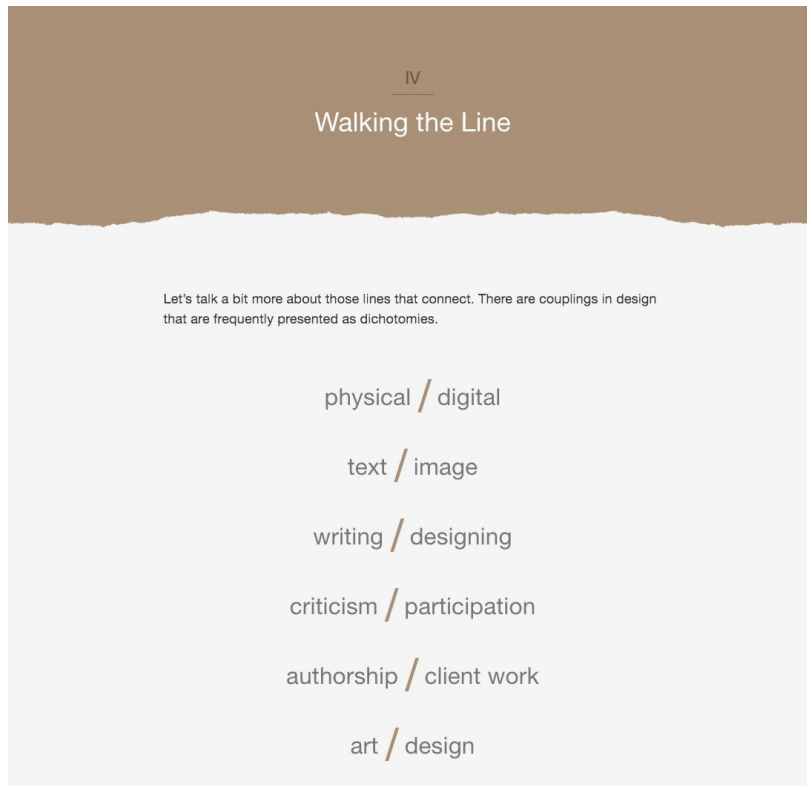 IV
Walking the Line
Let’s talk a bit more about those lines that connect. There are couplings in design
that are frequently presented as dichotomies.
physical / digital
text / image
writing / designing
criticism / participation
authorship / client work
art / design